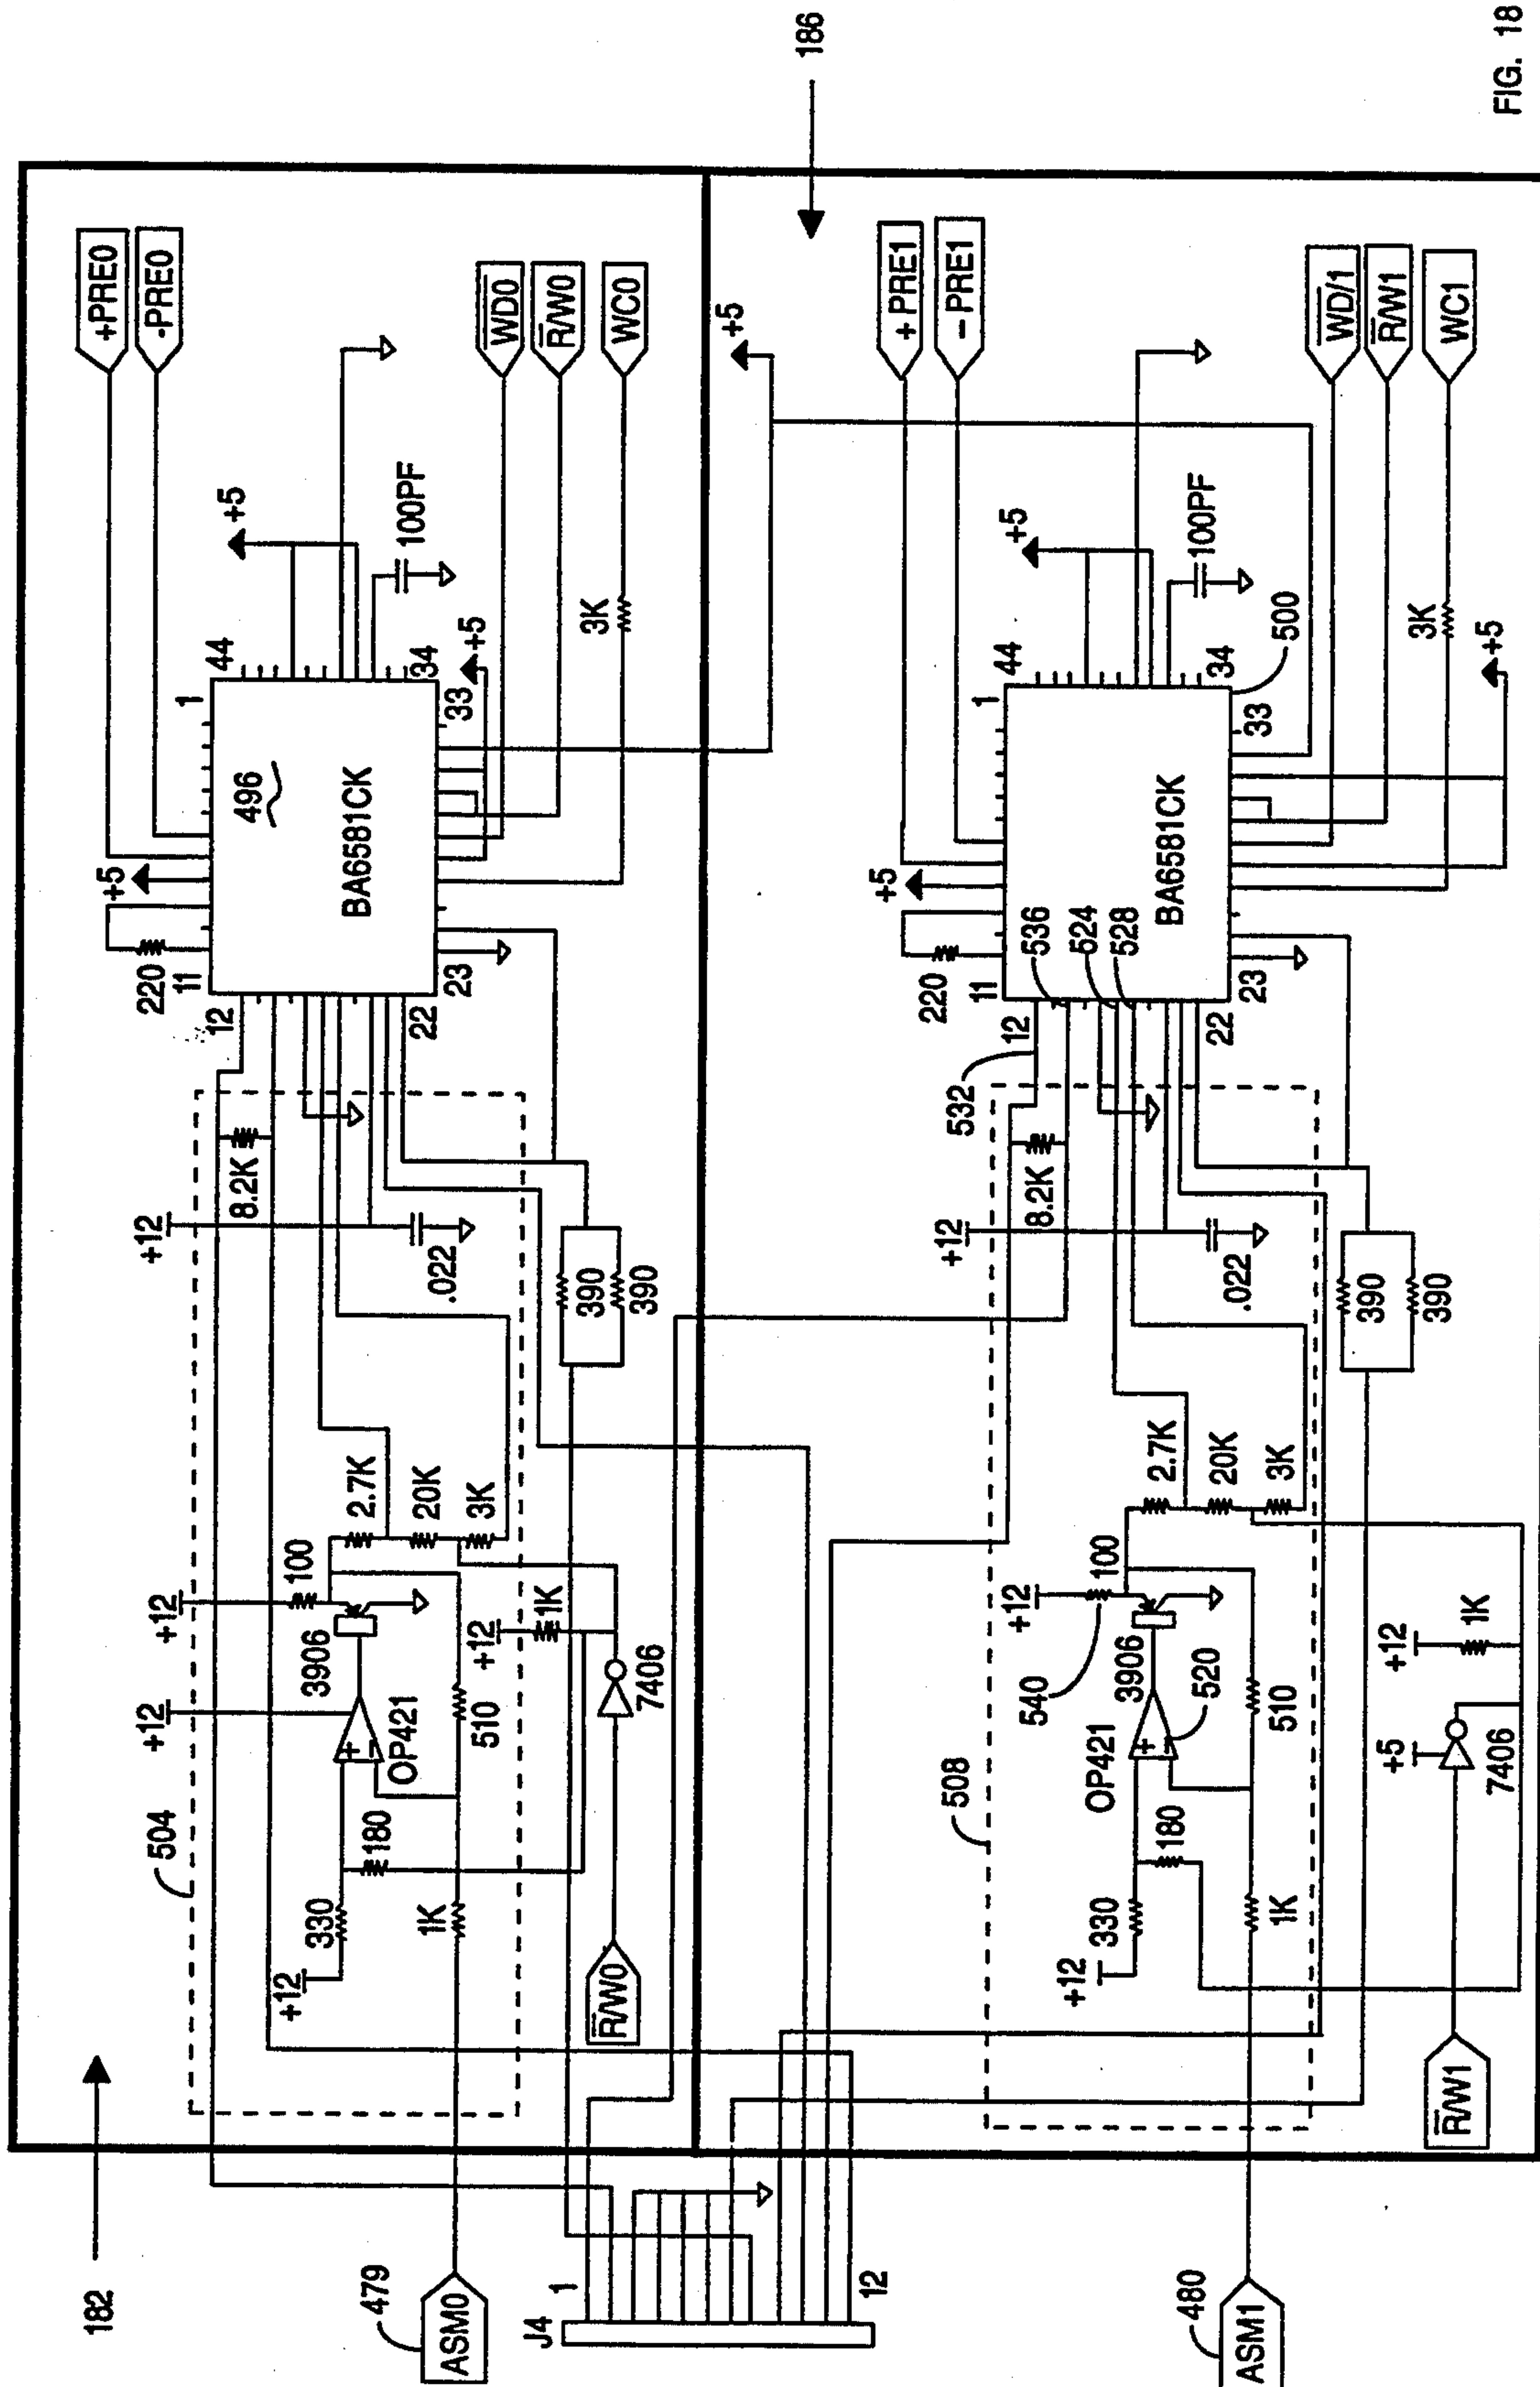 182
504
+12
+12
+12
8.2K
12
220
11
+5
1
+PRE0
-PRE0
330
+12
180
OP421
3906
100
2.7K
20K
3K
.022
496
BA6581CK
44
+5
34
100PF
479
ASM0
1K
510
+12
1K
22
23
33
+5
W̅D̅0̅
R̅/W0
WC0
R̅/W0
7406
390
390
3K
J4
1
12
+5
186
508
+12
540
+12
532
8.2K
12
220
11
+5
1
+PRE1
-PRE1
+12
330
180
OP421
3906
100
2.7K
20K
3K
.022
536
524
528
BA6581CK
44
+5
34
100PF
500
480
ASM1
1K
510
520
22
23
33
W̅D̅/̅1̅
R̅/W1
WC1
R̅/W1
+5
7406
+12
1K
390
390
3K
+5
FIG. 18